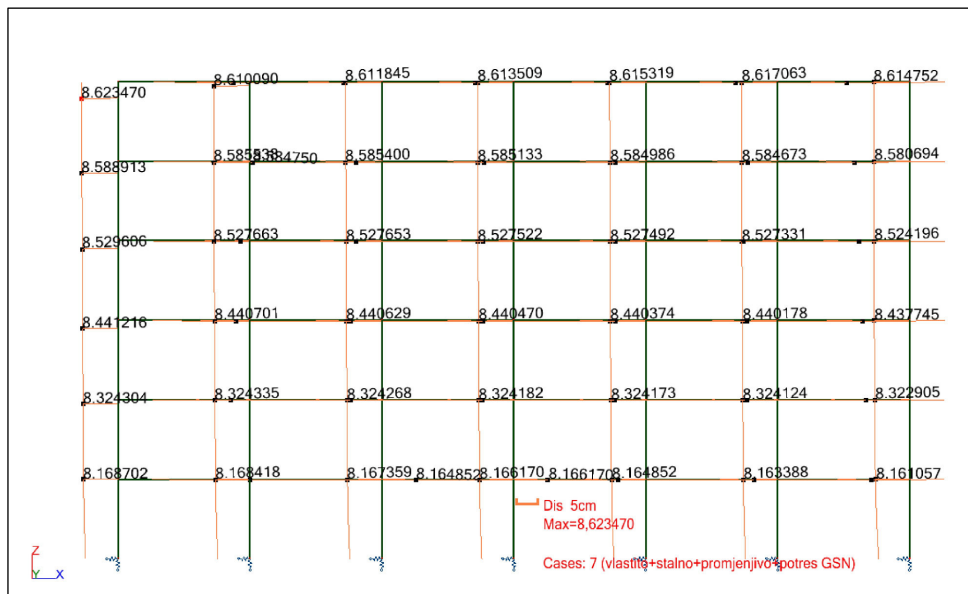 8.623470 8.610090 8.611845 8.613509 8.615319 8.617063 8.614752
8.588913 8.584750 8.585400 8.585133 8.584986 8.584673 8.580694
8.529606 8.527663 8.527653 8.527522 8.527492 8.527331 8.524196
8.441216 8.440701 8.440629 8.440470 8.440374 8.440178 8.437745
8.324304 8.324335 8.324268 8.324182 8.324173 8.324124 8.322905
8.168702 8.168418 8.167359 8.164852 8.166170 8.166170 8.164852 8.163388 8.161057
Dis 5cm
Max=8,623470
Cases: 7 (vlastito+stalno+promjenjivo+potres GSN)
Z
Y X